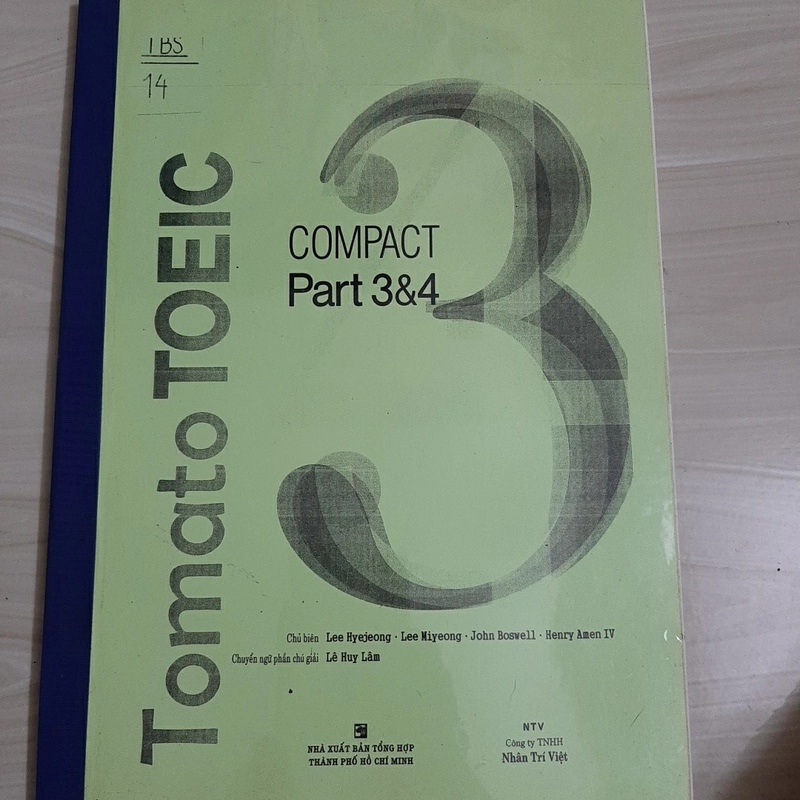 TBS
14
Tomato TOEIC
COMPACT
Part 3&4
3
Chủ biên Lee Hyejeong · Lee Miyeong · John Boswell · Henry Amen IV
Chuyển ngữ phần chú giải Lê Huy Lâm
NHÀ XUẤT BẢN TỔNG HỢP
THÀNH PHỐ HỒ CHÍ MINH
NTV
Công ty TNHH
Nhân Trí Việt